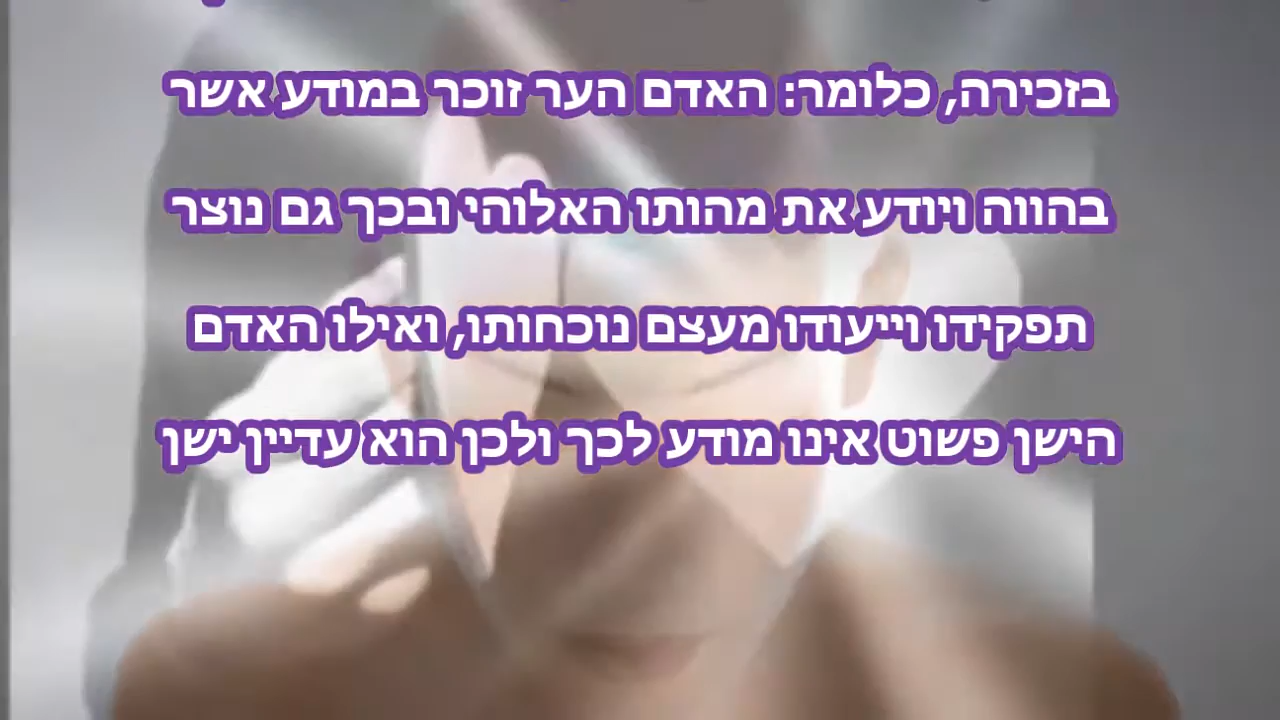 בזכירה, כלומר: האדם הער זוכר במודע אשר
בהווה ויודע את מהותו האלוהי ובכך גם נוצר
תפקידו וייעודו מעצם נוכחותו, ואילו האדם
הישן פשוט אינו מודע לכך ולכן הוא עדיין ישן